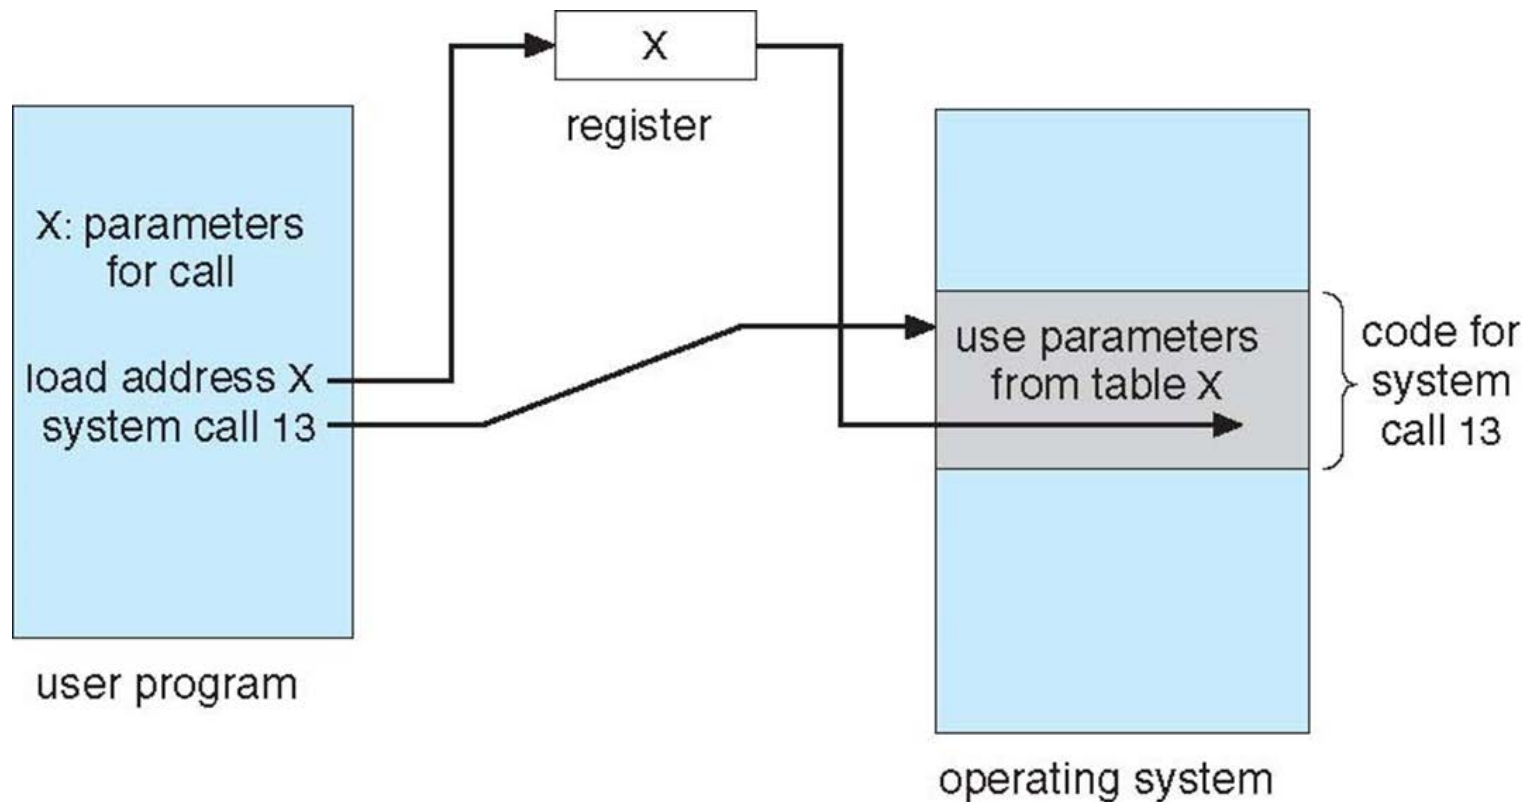 X
register
X: parameters
for call
load address X
system call 13
user program
use parameters
from table X
code for
system
call 13
operating system